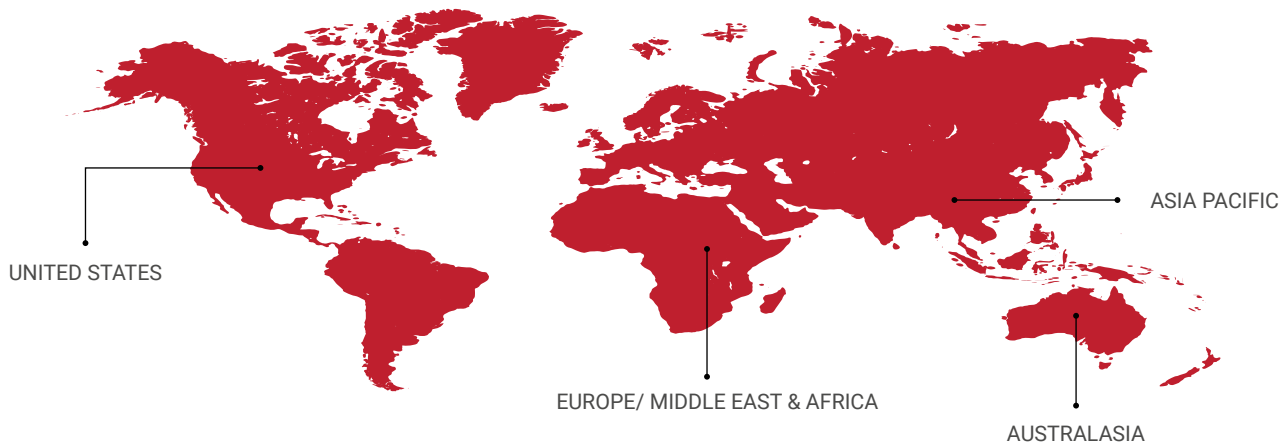 ASIA PACIFIC
UNITED STATES
EUROPE/ MIDDLE EAST & AFRICA
AUSTRALASIA